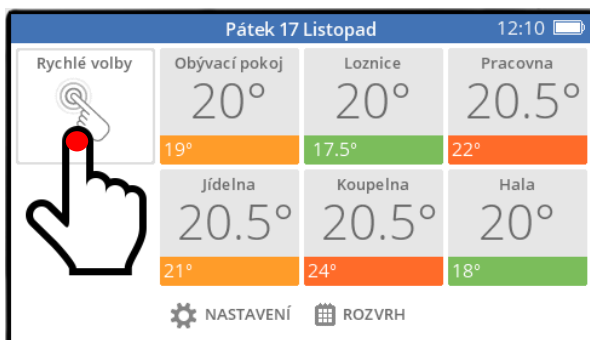 Pátek 17 Listopad 12:10
Rychlé volby
Obývací pokoj
20°
19°
Loznice
20°
17.5°
Pracovna
20.5°
22°
Jídelna
20.5°
21°
Koupelna
20.5°
24°
Hala
20°
18°
NASTAVENÍ ROZVRH